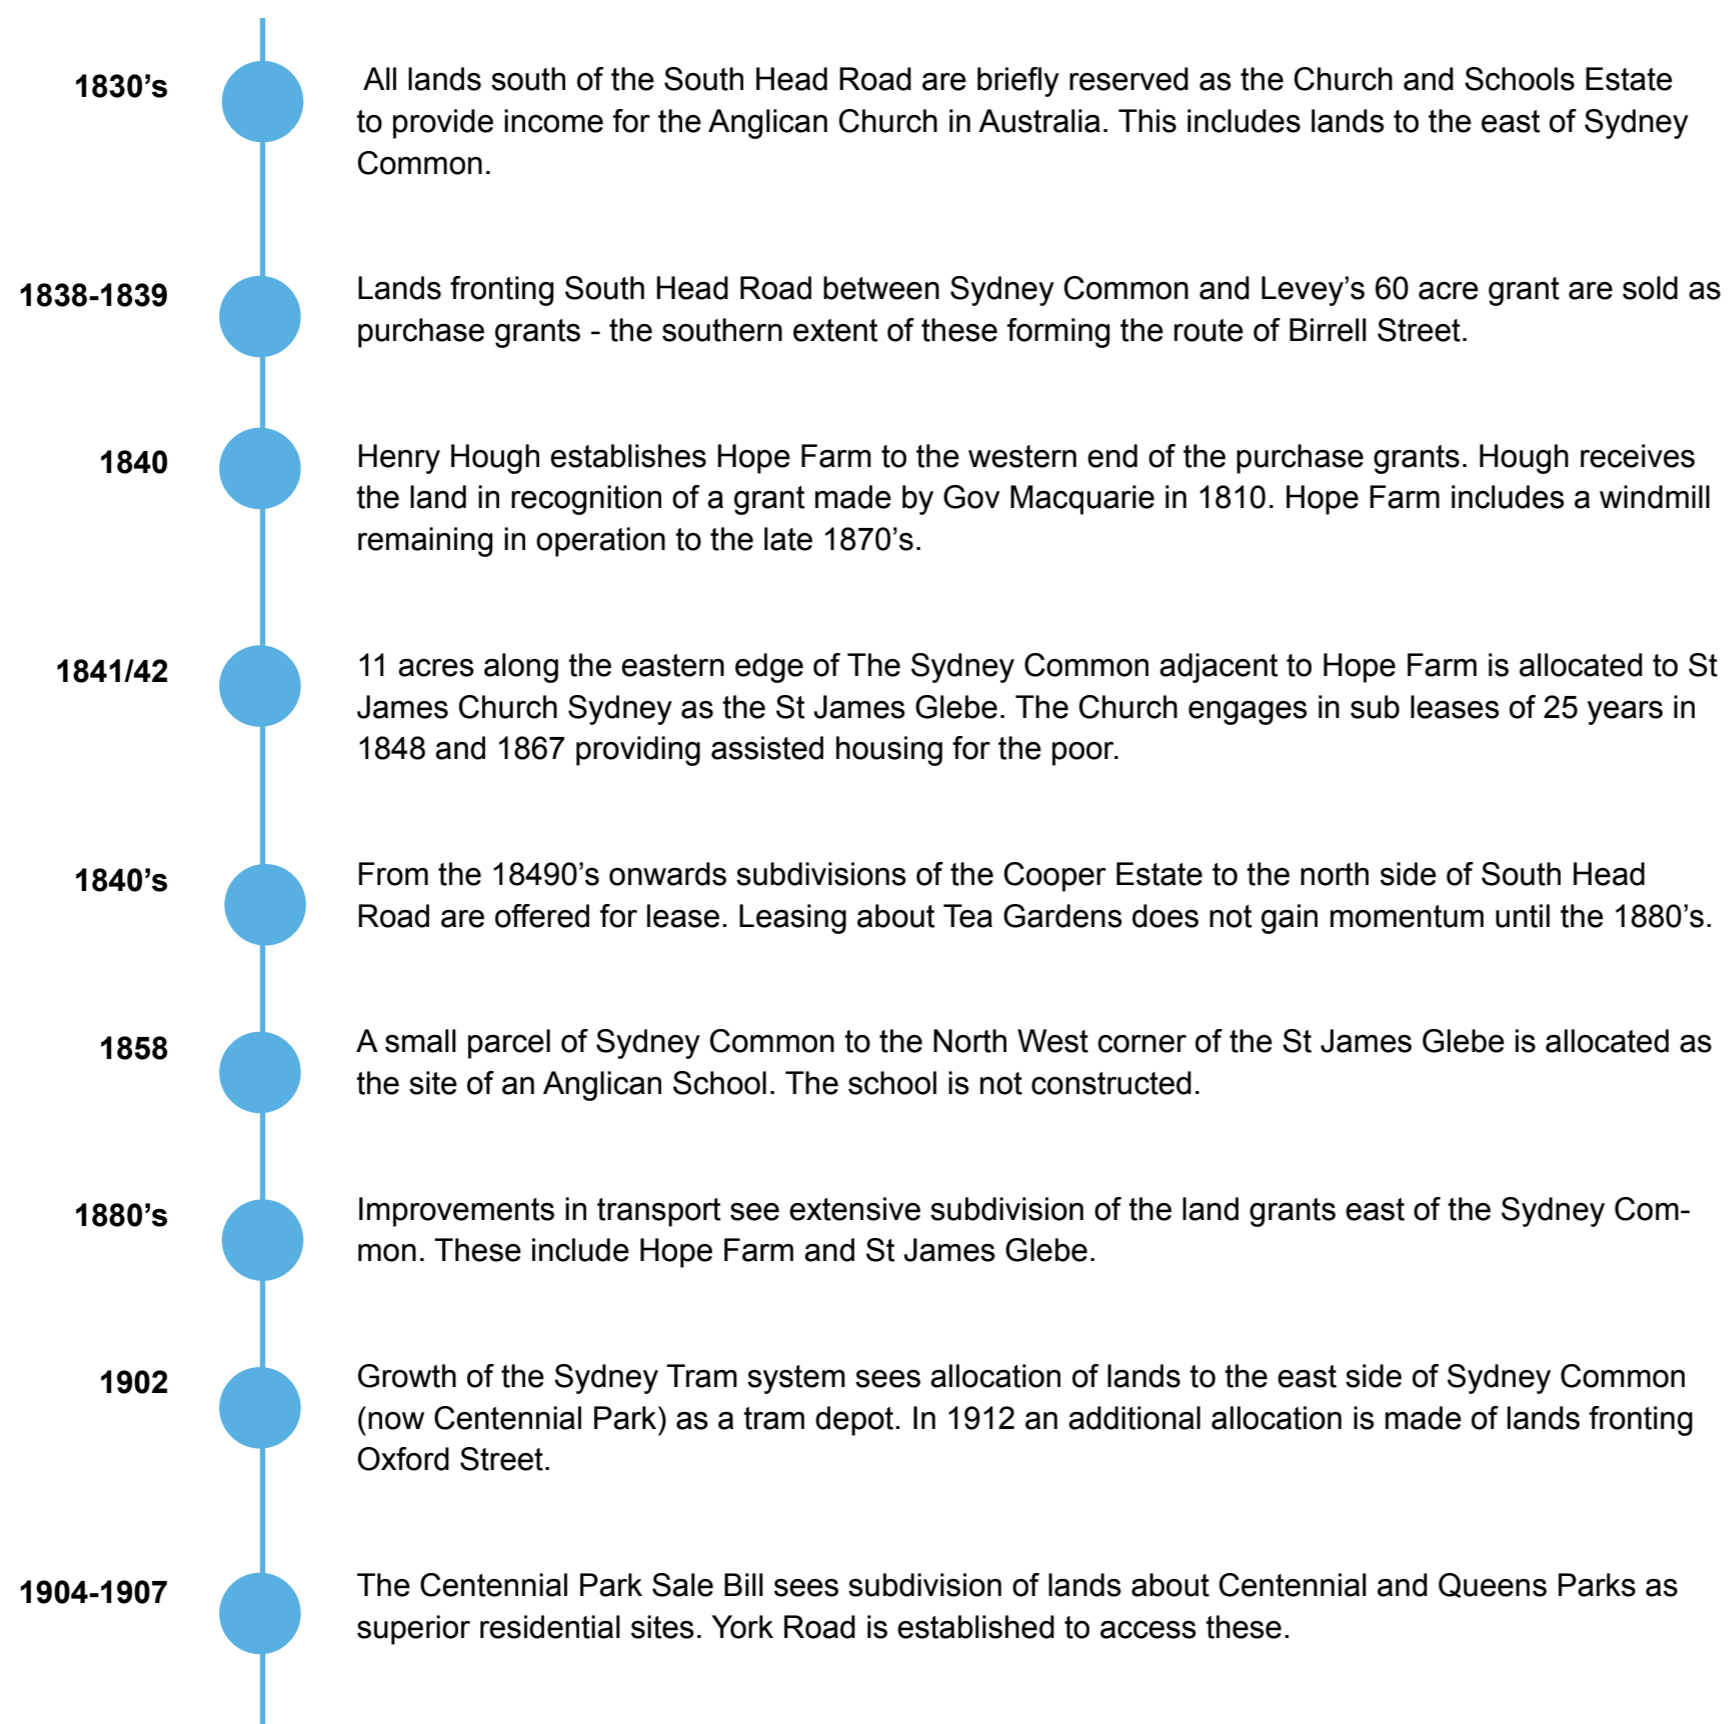 1830’s
All lands south of the South Head Road are briefly reserved as the Church and Schools Estate
to provide income for the Anglican Church in Australia. This includes lands to the east of Sydney
Common.
1838-1839
Lands fronting South Head Road between Sydney Common and Levey’s 60 acre grant are sold as
purchase grants - the southern extent of these forming the route of Birrell Street.
1840
Henry Hough establishes Hope Farm to the western end of the purchase grants. Hough receives
the land in recognition of a grant made by Gov Macquarie in 1810. Hope Farm includes a windmill
remaining in operation to the late 1870’s.
1841/42
11 acres along the eastern edge of The Sydney Common adjacent to Hope Farm is allocated to St
James Church Sydney as the St James Glebe. The Church engages in sub leases of 25 years in
1848 and 1867 providing assisted housing for the poor.
1840’s
From the 18490’s onwards subdivisions of the Cooper Estate to the north side of South Head
Road are offered for lease. Leasing about Tea Gardens does not gain momentum until the 1880’s.
1858
A small parcel of Sydney Common to the North West corner of the St James Glebe is allocated as
the site of an Anglican School. The school is not constructed.
1880’s
Improvements in transport see extensive subdivision of the land grants east of the Sydney Com-
mon. These include Hope Farm and St James Glebe.
1902
Growth of the Sydney Tram system sees allocation of lands to the east side of Sydney Common
(now Centennial Park) as a tram depot. In 1912 an additional allocation is made of lands fronting
Oxford Street.
1904-1907
The Centennial Park Sale Bill sees subdivision of lands about Centennial and Queens Parks as
superior residential sites. York Road is established to access these.